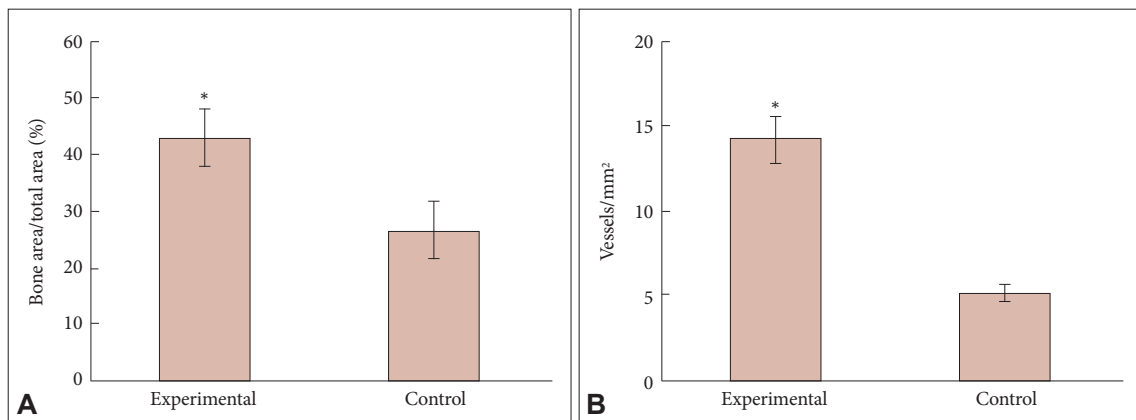 60
50
40
30
20
10
0
Bone area/total area (%)
*
Experimental
Control
A
20
15
10
5
0
Vessels/mm²
*
Experimental
Control
B